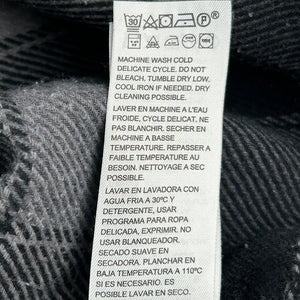 30
P
MACHINE WASH COLD
DELICATE CYCLE. DO NOT
BLEACH. TUMBLE DRY LOW.
COOL IRON IF NEEDED. DRY
CLEANING POSSIBLE.
LAVER EN MACHINE A L'EAU
FROIDE, CYCLE DELICAT. NE
PAS BLANCHIR. SECHER EN
MACHINE A BASSE
TEMPERATURE. REPASSER A
FAIBLE TEMPERATURE AU
BESOIN. NETTOYAGE A SEC
POSSIBLE.
LAVAR EN LAVADORA CON
AGUA FRIA A 30ºC Y
DETERGENTE, USAR
PROGRAMA PARA ROPA
DELICADA, EXPRIMIR. NO
USAR BLANQUEADOR.
SECADO SUAVE EN
SECADORA. PLANCHAR EN
BAJA TEMPERATURA A 110ºC
SI ES NECESARIO. ES
POSIBLE LAVAR EN SECO.